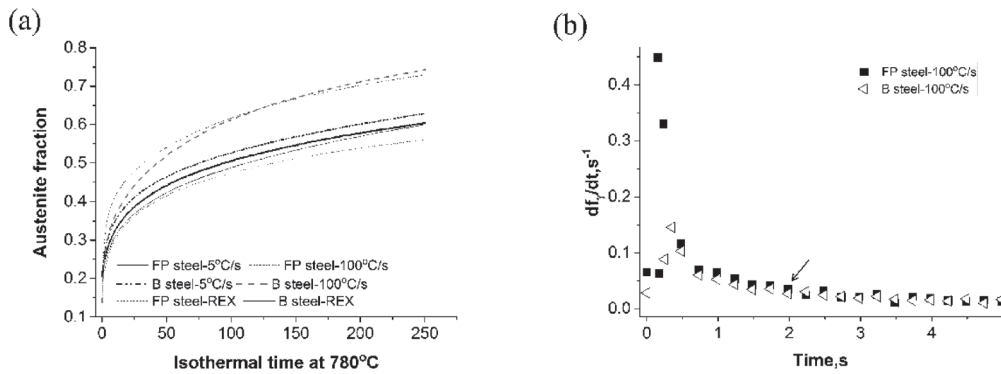 (a)
0.8
0.7
0.6
0.5
0.4
0.3
0.2
0.1
Austenite fraction
FP steel-5°C/s
FP steel-100°C/s
B steel-5°C/s
B steel-100°C/s
FP steel-REX
B steel-REX
0 50 100 150 200 250
Isothermal time at 780°C
(b)
0.4
0.3
0.2
0.1
0.0
FP steel-100°C/s
B steel-100°C/s
0 1 2 3 4
Time,s